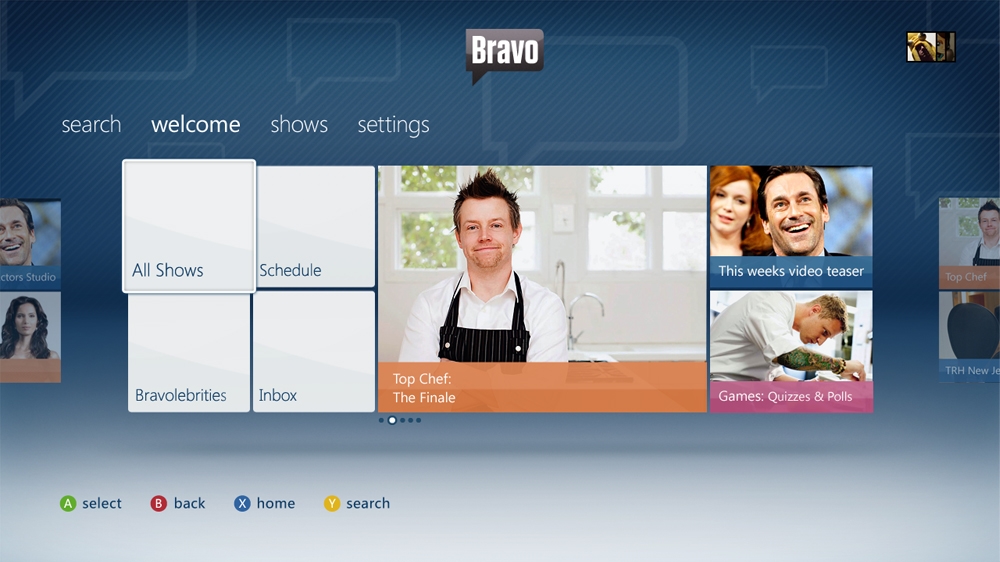 Bravo
search welcome shows settings
All Shows
Schedule
This weeks video teaser
ctors Studio
Top Chef
Bravolebrities
Inbox
Top Chef:
The Finale
Games: Quizzes & Polls
TRH New Je
A select B back X home Y search